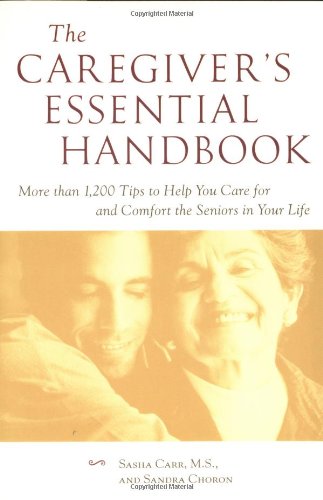 The
CAREGIVER'S
ESSENTIAL
HANDBOOK
More than 1,200 Tips to Help You Care for
and Comfort the Seniors in Your Life
SASHA CARR, M.S.,
AND SANDRA CHORON